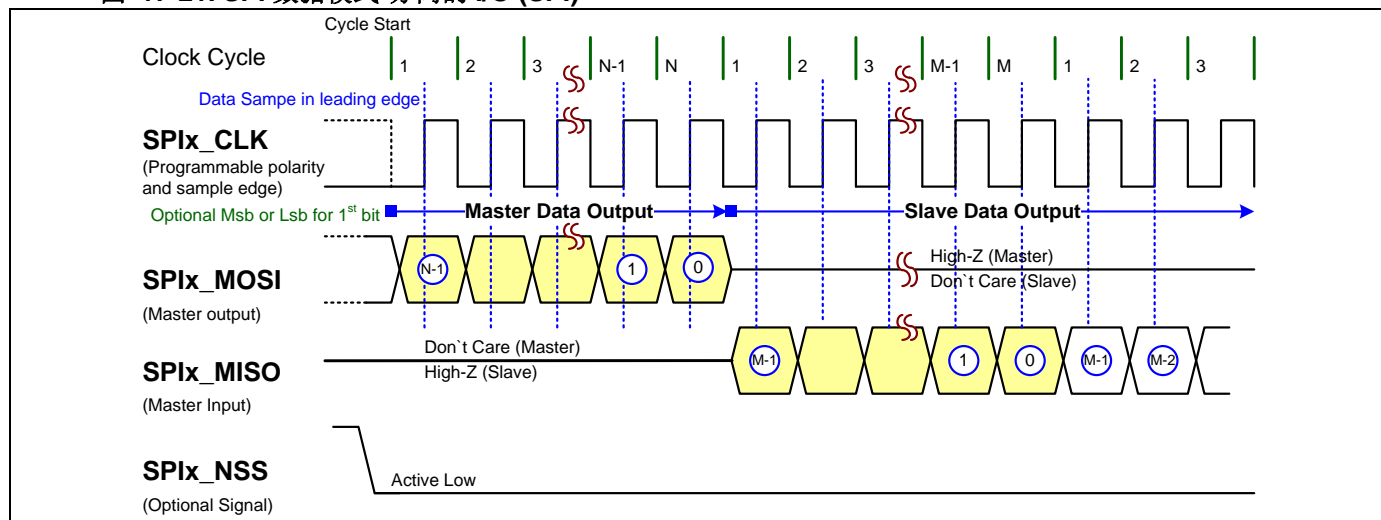 Cycle Start
Clock Cycle
1 2 3 N-1 N 1 2 3 M-1 M 1 2 3
Data Sampe in leading edge
SPIx_CLK
(Programmable polarity
and sample edge)
Optional Msb or Lsb for 1st bit
Master Data Output
Slave Data Output
SPIx_MOSI
(Master output)
N-1 1 0
High-Z (Master)
Don`t Care (Slave)
SPIx_MISO
(Master Input)
Don`t Care (Master)
High-Z (Slave)
M-1 1 0 M-1 M-2
SPIx_NSS
(Optional Signal)
Active Low